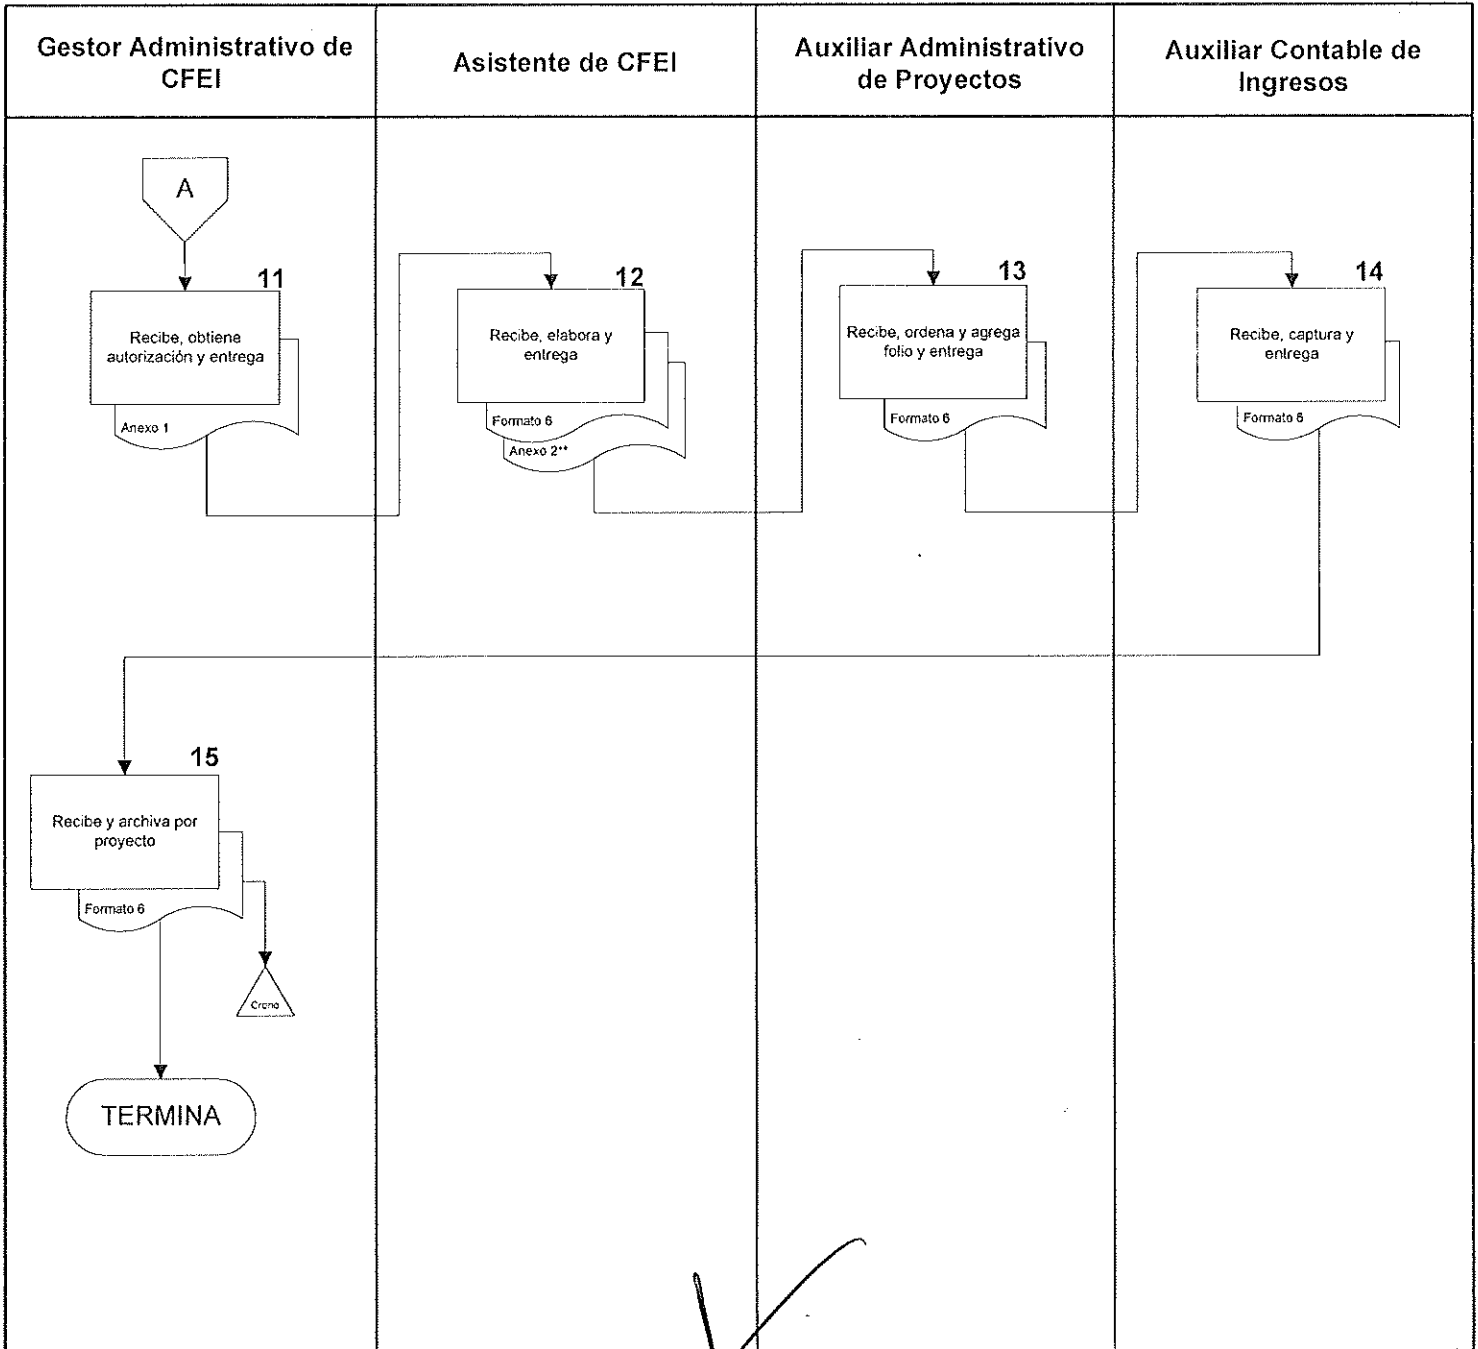 Gestor Administrativo de
CFEI
Asistente de CFEI
Auxiliar Administrativo
de Proyectos
Auxiliar Contable de
Ingresos
A
11
Recibe, obtiene
autorización y entrega
Anexo 1
12
Recibe, elabora y
entrega
Formato 6
Anexo 2**
13
Recibe, ordena y agrega
folio y entrega
Formato 6
14
Recibe, captura y
entrega
Formato 6
15
Recibe y archiva por
proyecto
Formato 6
Crono
TERMINA